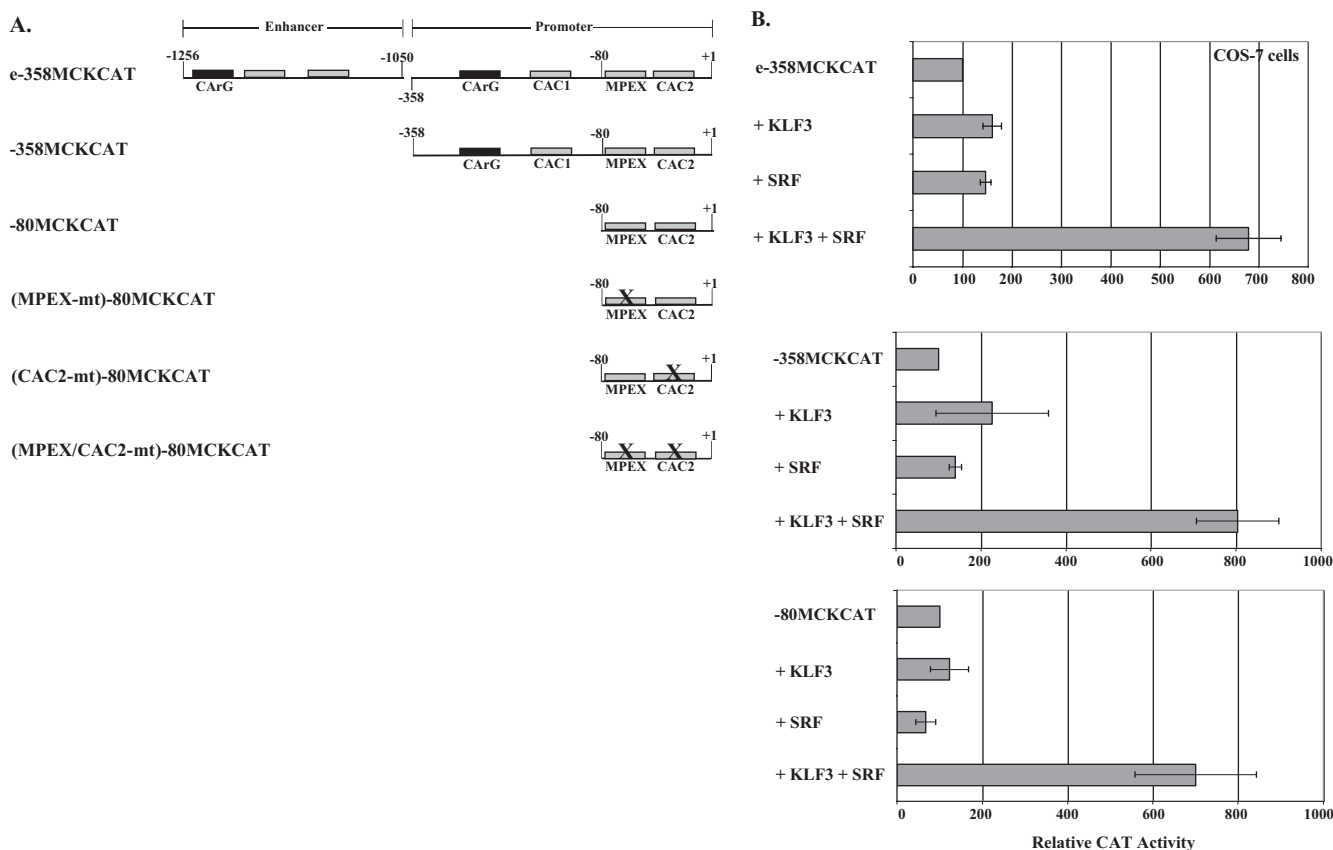 A.
Enhancer
Promoter
-1256 -1050 -80 +1
e-358MCKCAT
CArG CArG CAC1 MPEX CAC2
-358
-358 -80 +1
-358MCKCAT
CArG CAC1 MPEX CAC2
-80 +1
-80MCKCAT
MPEX CAC2
-80 +1
(MPEX-mt)-80MCKCAT
X
MPEX CAC2
-80 +1
(CAC2-mt)-80MCKCAT
X
MPEX CAC2
-80 +1
(MPEX/CAC2-mt)-80MCKCAT
X X
MPEX CAC2
B.
COS-7 cells
e-358MCKCAT
+ KLF3
+ SRF
+ KLF3 + SRF
0 100 200 300 400 500 600 700 800
-358MCKCAT
+ KLF3
+ SRF
+ KLF3 + SRF
0 200 400 600 800 1000
-80MCKCAT
+ KLF3
+ SRF
+ KLF3 + SRF
0 200 400 600 800 1000
Relative CAT Activity